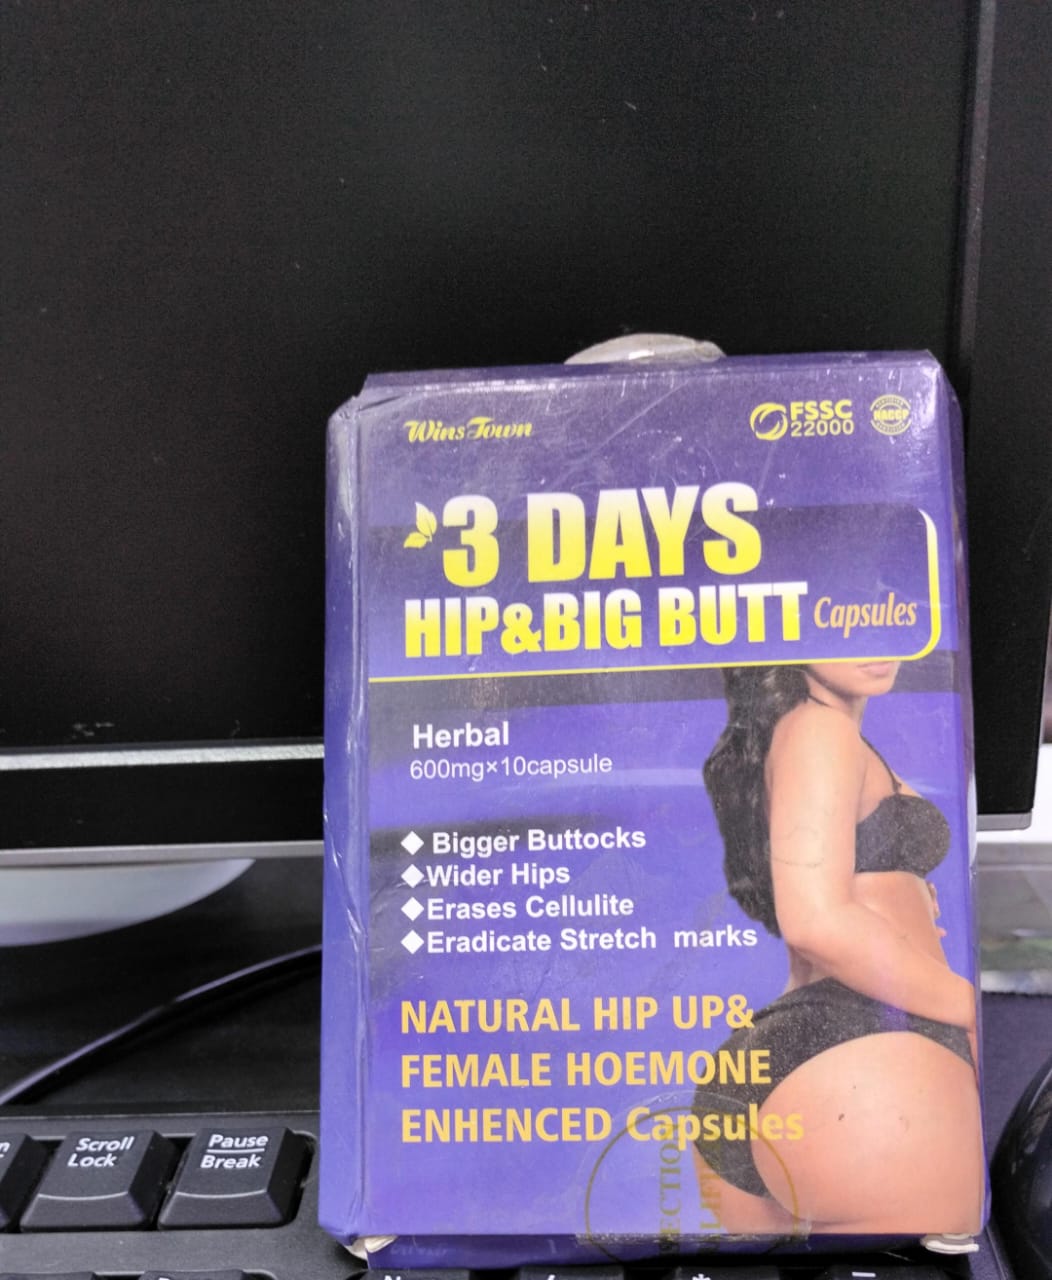 Wins Town
FSSC
22000
HACCP
3 DAYS
HIP&BIG BUTT Capsules
Herbal
600mg×10capsule
◆ Bigger Buttocks
◆Wider Hips
◆Erases Cellulite
◆Eradicate Stretch marks
NATURAL HIP UP&
FEMALE HOEMONE
ENHENCED Capsules
Scroll
Lock
Pause
Break